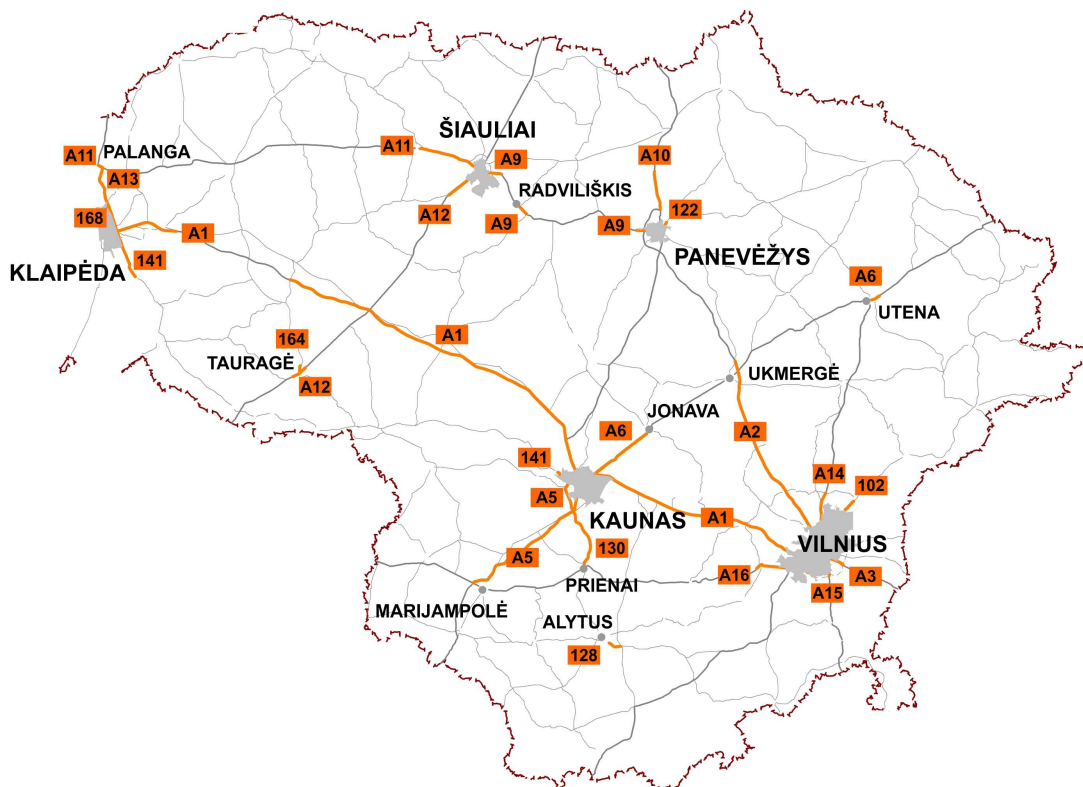 ŠIAULIAI
A11
A9
A11
PALANGA
A10
A13
RADVILIŠKIS
A12
A9
122
168
A1
A9
PANEVĖŽYS
141
KLAIPĖDA
A6
UTENA
164
A1
TAURAGĖ
A12
UKMERGĖ
JONAVA
A6
A2
141
A14
102
A5
KAUNAS
A1
VILNIUS
130
A5
A16
A3
PRIENAI
A15
MARIJAMPOLĖ
ALYTUS
128